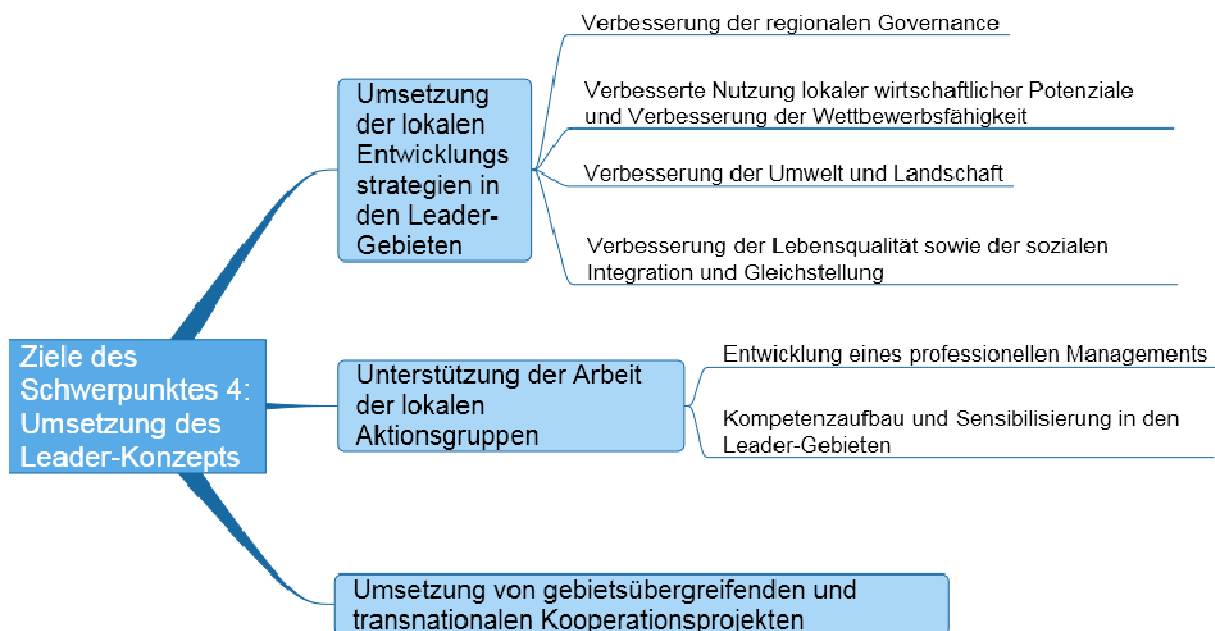 Ziele des
Schwerpunktes 4:
Umsetzung des
Leader-Konzepts
Umsetzung
der lokalen
Entwicklungs
strategien in
den Leader-
Gebieten
Verbesserung der regionalen Governance
Verbesserte Nutzung lokaler wirtschaftlicher Potenziale
und Verbesserung der Wettbewerbsfähigkeit
Verbesserung der Umwelt und Landschaft
Verbesserung der Lebensqualität sowie der sozialen
Integration und Gleichstellung
Unterstützung der Arbeit
der lokalen
Aktionsgruppen
Entwicklung eines professionellen Managements
Kompetenzaufbau und Sensibilisierung in den
Leader-Gebieten
Umsetzung von gebietsübergreifenden und
transnationalen Kooperationsprojekten